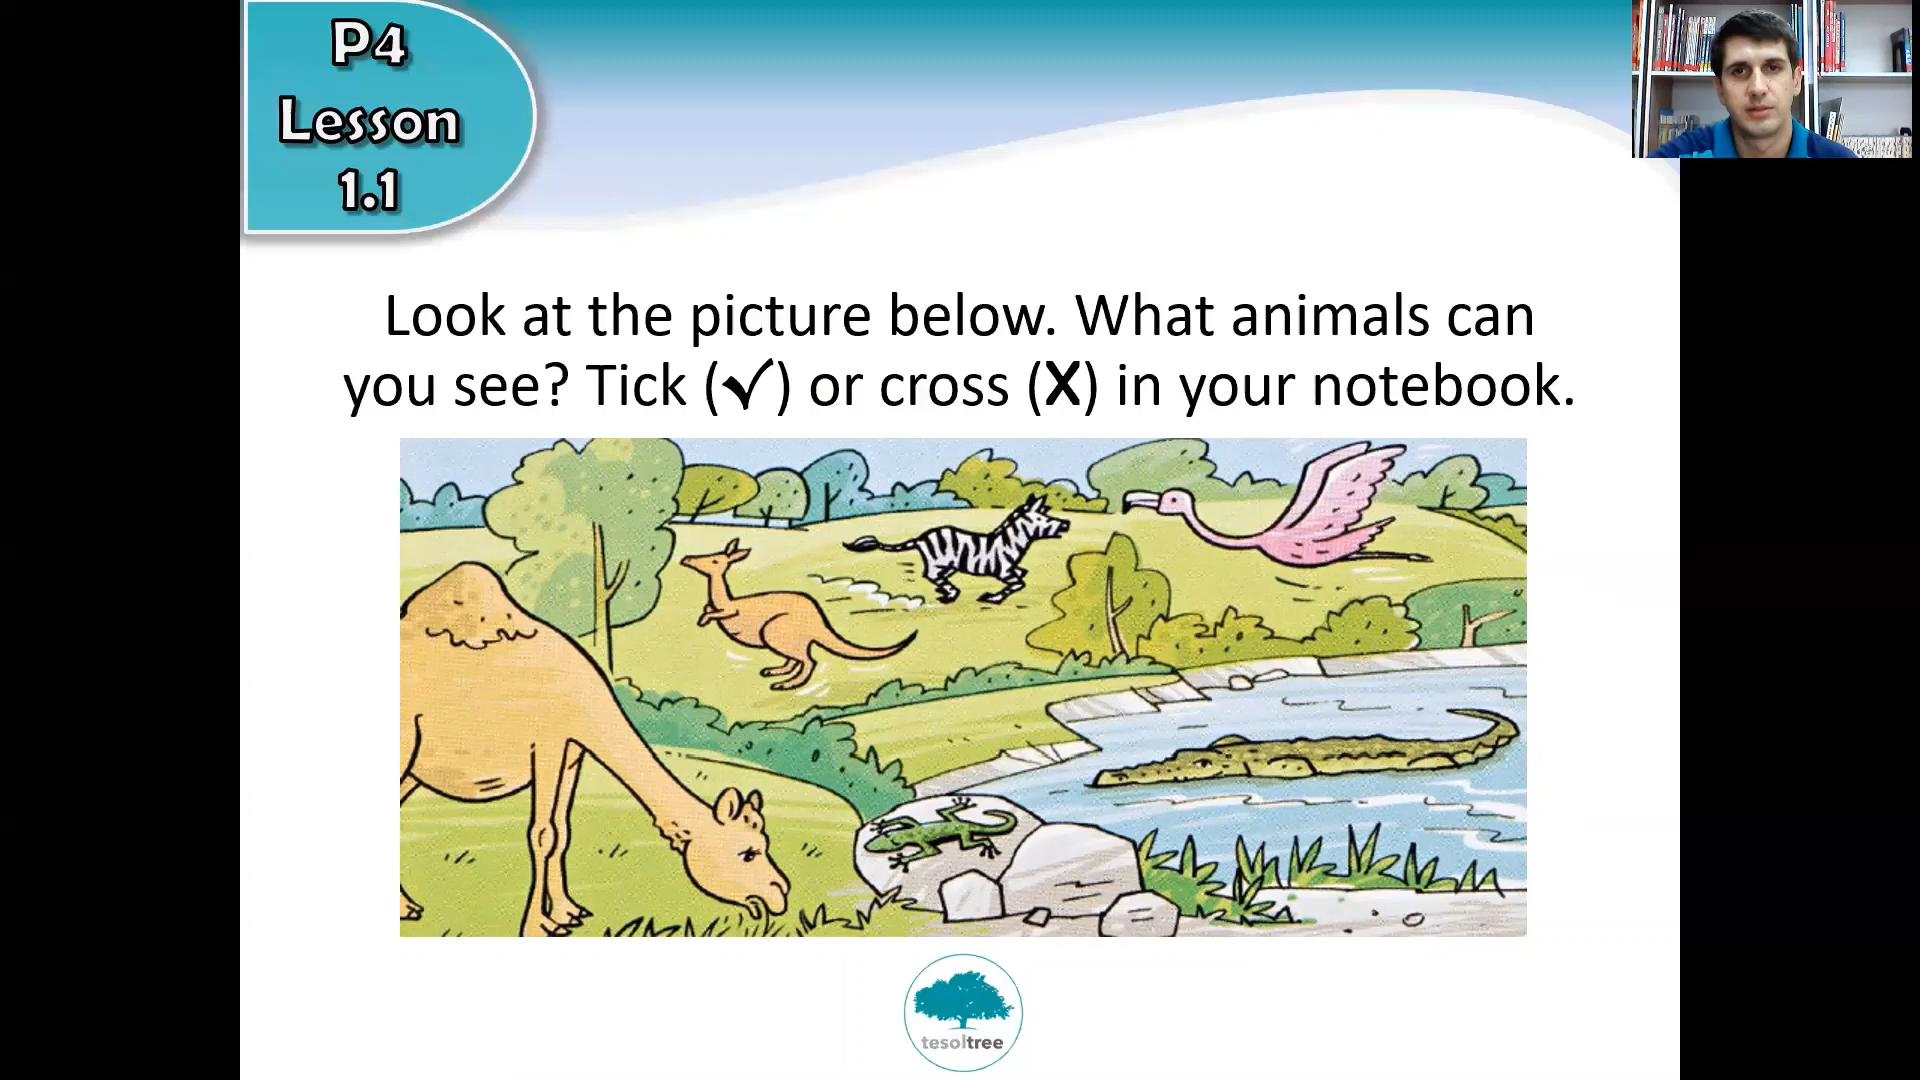 P4
Lesson
1.1
Look at the picture below. What animals can
you see? Tick (✓) or cross (X) in your notebook.
tesoltree